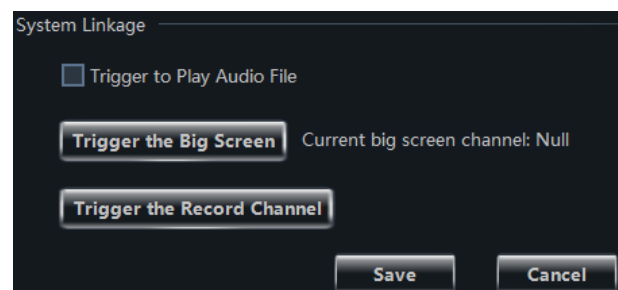 System Linkage
Trigger to Play Audio File
Trigger the Big Screen Current big screen channel: Null
Trigger the Record Channel
Save Cancel